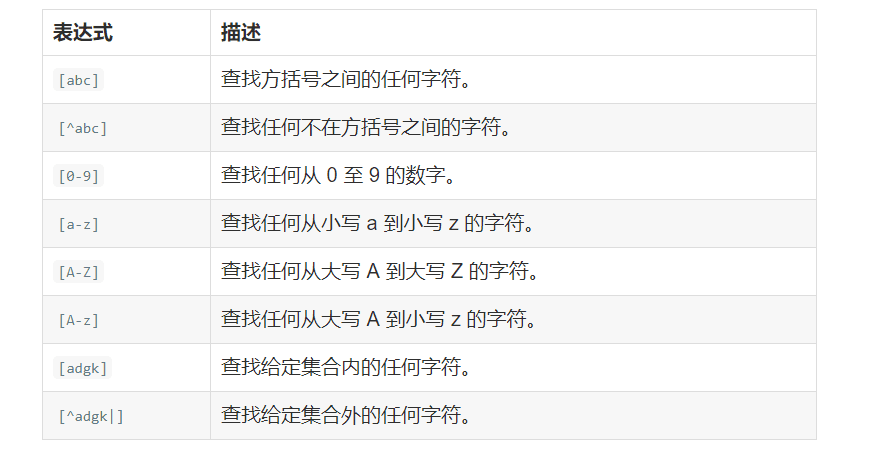 表达式 描述
[abc] 查找方括号之间的任何字符。
[^abc] 查找任何不在方括号之间的字符。
[0-9] 查找任何从 0 至 9 的数字。
[a-z] 查找任何从小写 a 到小写 z 的字符。
[A-Z] 查找任何从大写 A 到大写 Z 的字符。
[A-z] 查找任何从大写 A 到小写 z 的字符。
[adgk] 查找给定集合内的任何字符。
[^adgk|] 查找给定集合外的任何字符。